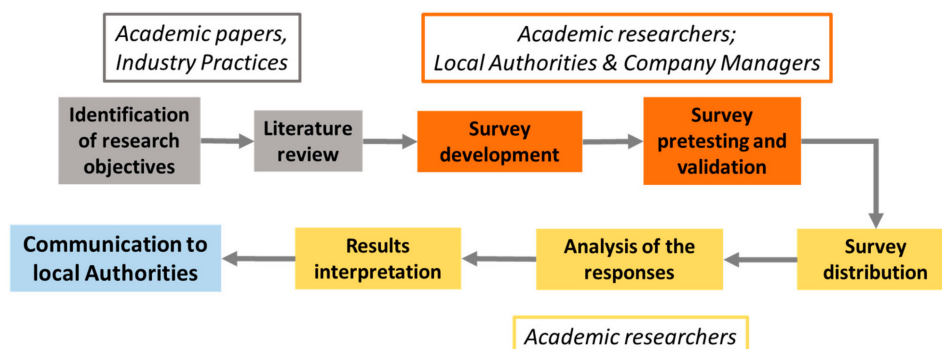 Academic papers,
Industry Practices
Academic researchers;
Local Authorities & Company Managers
Identification
of research
objectives
Literature
review
Survey
development
Survey
pretesting and
validation
Communication to
local Authorities
Results
interpretation
Analysis of the
responses
Survey
distribution
Academic researchers